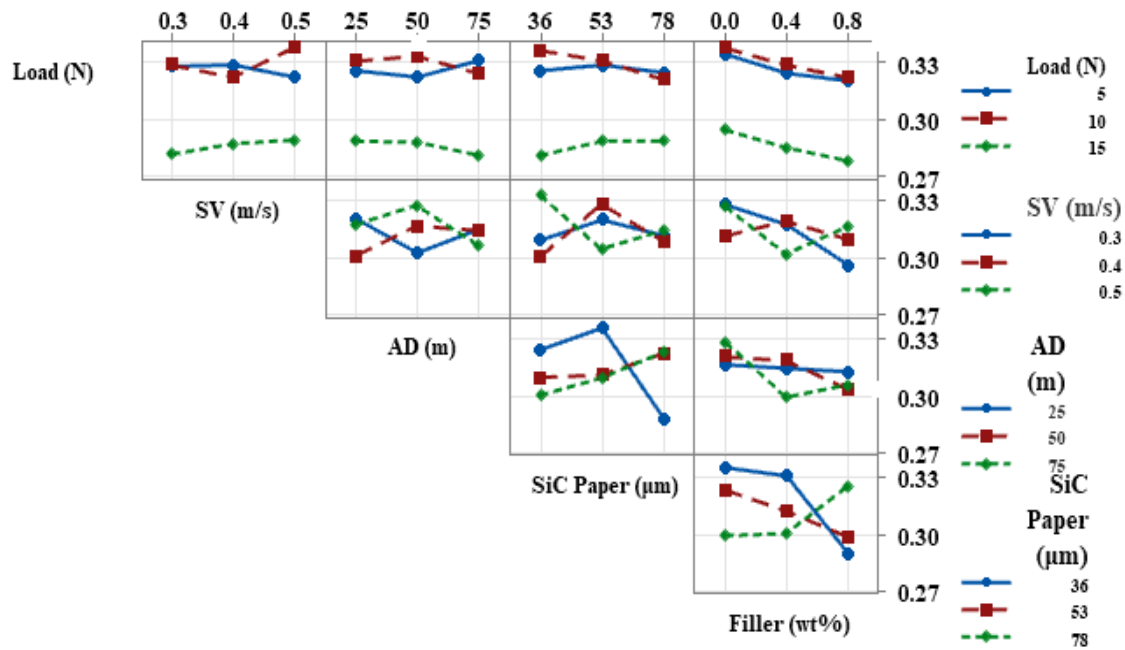 0.3 0.4 0.5 25 50 75 36 53 78 0.0 0.4 0.8
Load (N)
0.33
0.30
0.27
Load (N)
5
10
15
SV (m/s)
0.33
0.30
0.27
SV (m/s)
0.3
0.4
0.5
AD (m)
0.33
0.30
0.27
AD
(m)
25
50
75
SiC Paper (µm)
0.33
0.30
0.27
SiC
Paper
(µm)
36
53
78
Filler (wt%)